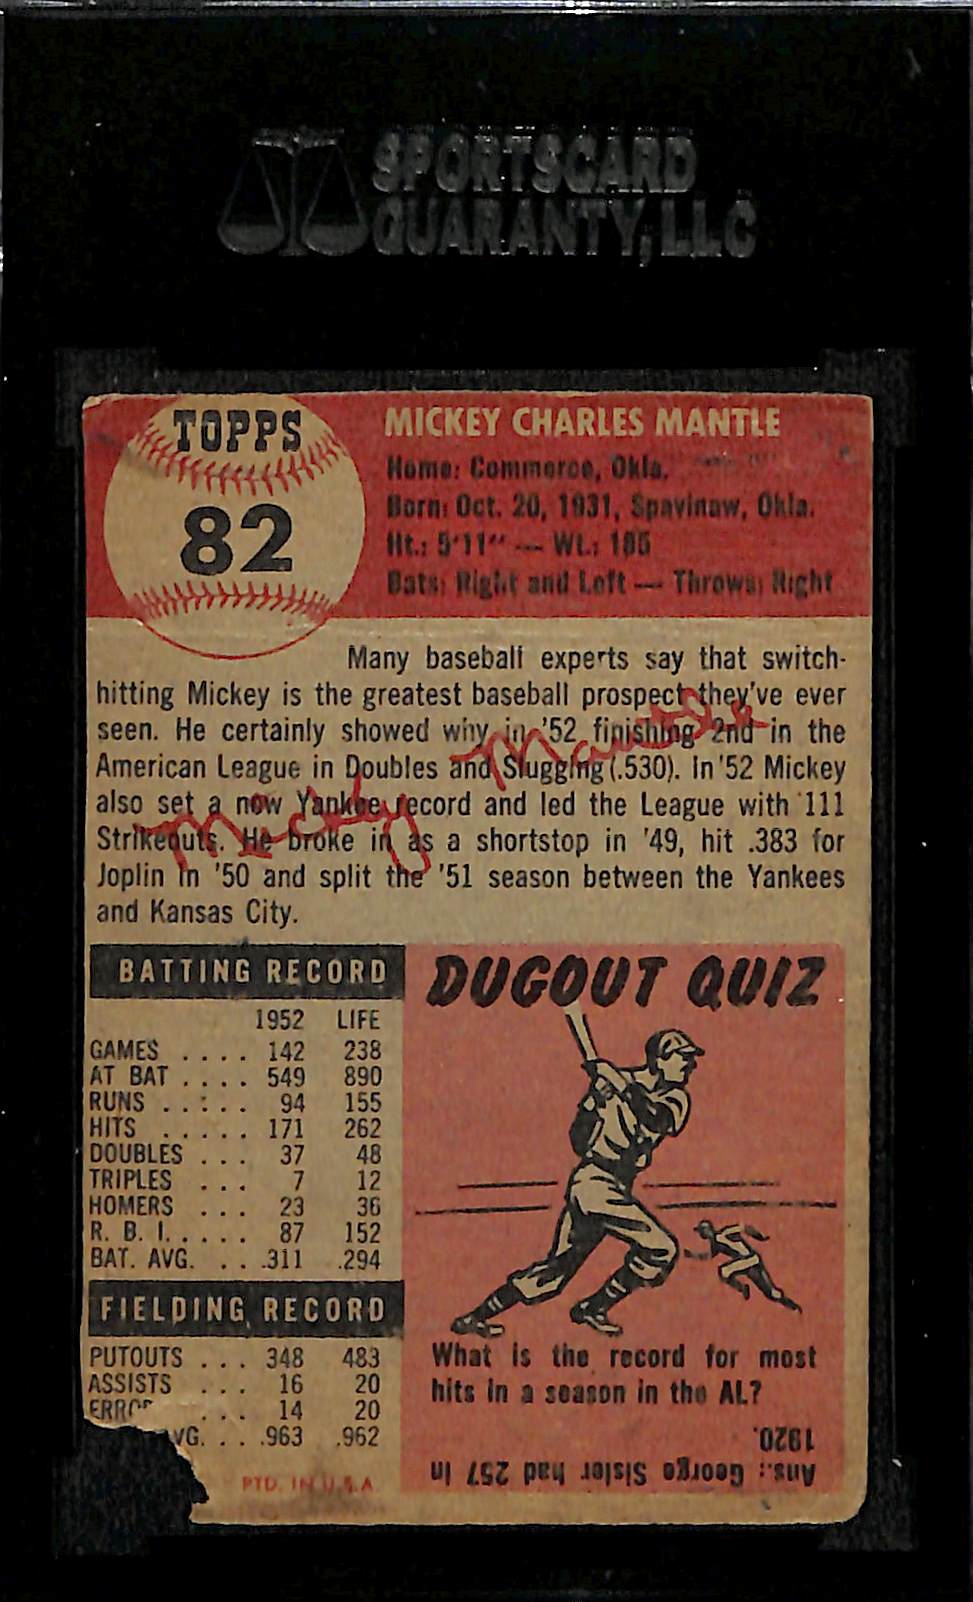 SPORTSCARD
GUARANTY, LLC
TOPPS
82
MICKEY CHARLES MANTLE
Home: Commerce, Okla.
Born: Oct. 20, 1931, Spavinaw, Okla.
Ht.: 5'11" — Wt.: 185
Bats: Right and Left — Throws: Right
Many baseball experts say that switch-
hitting Mickey is the greatest baseball prospect they've ever
seen. He certainly showed why in '52 finishing 2nd in the
American League in Doubles and Slugging (.530). In '52 Mickey
also set a now Yankee record and led the League with 111
Strikeouts. He broke in as a shortstop in '49, hit .383 for
Joplin in '50 and split the '51 season between the Yankees
and Kansas City.
Mickey Mantle
BATTING RECORD
1952 LIFE
GAMES .... 142 238
AT BAT .... 549 890
RUNS ..... 94 155
HITS ..... 171 262
DOUBLES ... 37 48
TRIPLES ... 7 12
HOMERS ... 23 36
R. B. I. .... 87 152
BAT. AVG. ... .311 .294
FIELDING RECORD
PUTOUTS ... 348 483
ASSISTS ... 16 20
ERRO ... 14 20
VG. ... .963 .962
PTD. IN U.S.A.
DUGOUT QUIZ
What is the record for most
hits in a season in the AL?
Ans.: George Sisler had 257 in
1920.